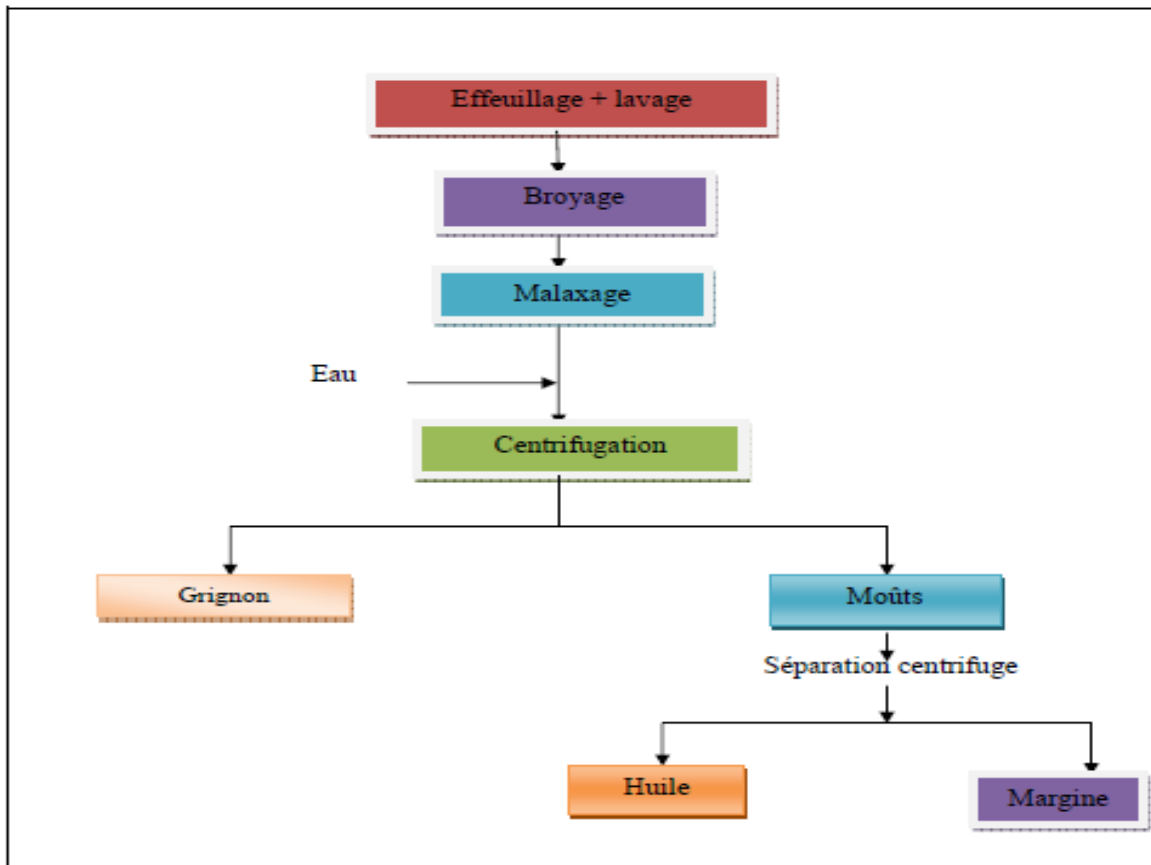 Effeuillage + lavage
Broyage
Malaxage
Eau
Centrifugation
Grignon
Moûts
Séparation centrifuge
Huile
Margine